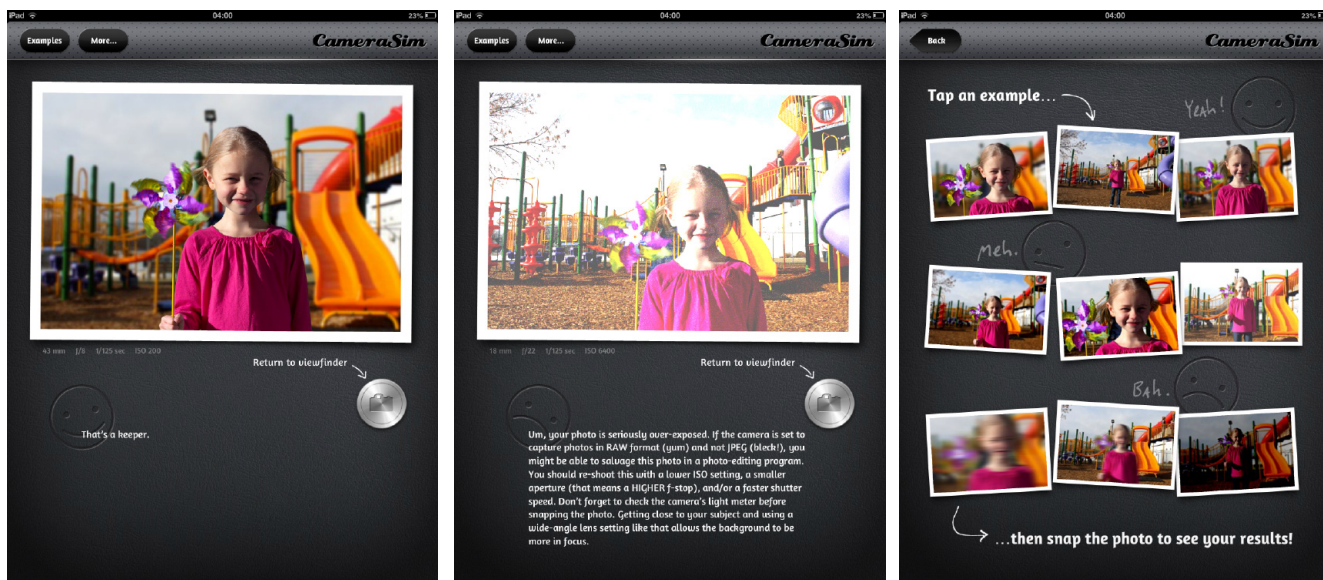 iPad 04:00 23%
Examples More... CameraSim
43 mm f/8 1/125 sec ISO 200
Return to viewfinder
That's a keeper.
iPad 04:00 23%
Examples More... CameraSim
18 mm f/22 1/125 sec ISO 6400
Return to viewfinder
Um, your photo is seriously over-exposed. If the camera is set to
capture photos in RAW format (yum) and not JPEG (bleck!), you
might be able to salvage this photo in a photo-editing program.
You should re-shoot this with a lower ISO setting, a smaller
aperture (that means a HIGHER f-stop), and/or a faster shutter
speed. Don't forget to check the camera's light meter before
snapping the photo. Getting close to your subject and using a
wide-angle lens setting like that allows the background to be
more in focus.
iPad 04:00 23%
Back CameraSim
Tap an example...
Yeah!
Meh.
Bah.
...then snap the photo to see your results!